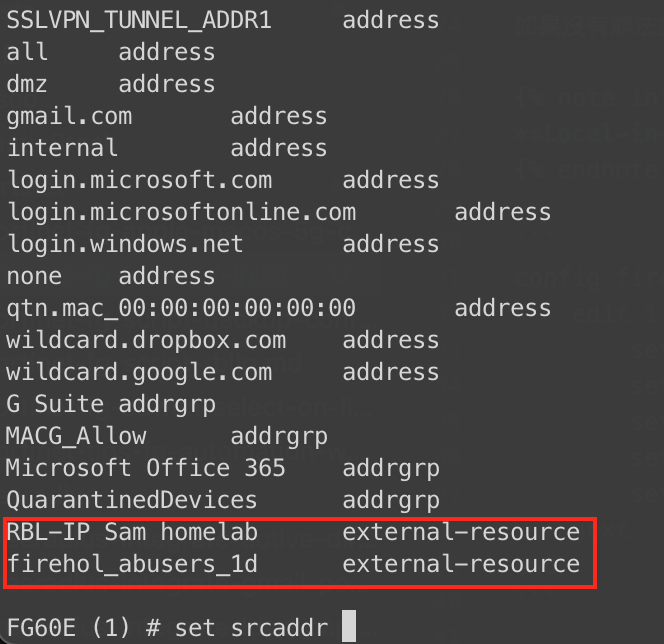 SSLVPN_TUNNEL_ADDR1 address
all address
dmz address
gmail.com address
internal address
login.microsoft.com address
login.microsoftonline.com address
login.windows.net address
none address
qtn.mac_00:00:00:00:00:00 address
wildcard.dropbox.com address
wildcard.google.com address
G Suite addrgrp
MACG_Allow addrgrp
Microsoft Office 365 addrgrp
QuarantinedDevices addrgrp
RBL-IP Sam homelab external-resource
firehol_abusers_1d external-resource
FG60E (1) # set srcaddr